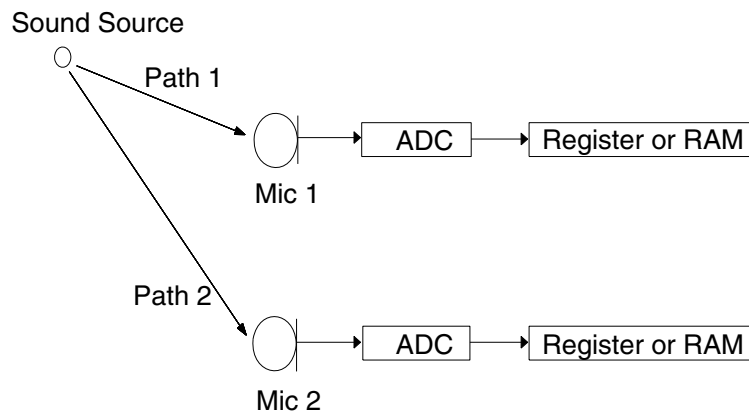 Sound Source
Path 1
ADC
Register or RAM
Mic 1
Path 2
ADC
Register or RAM
Mic 2